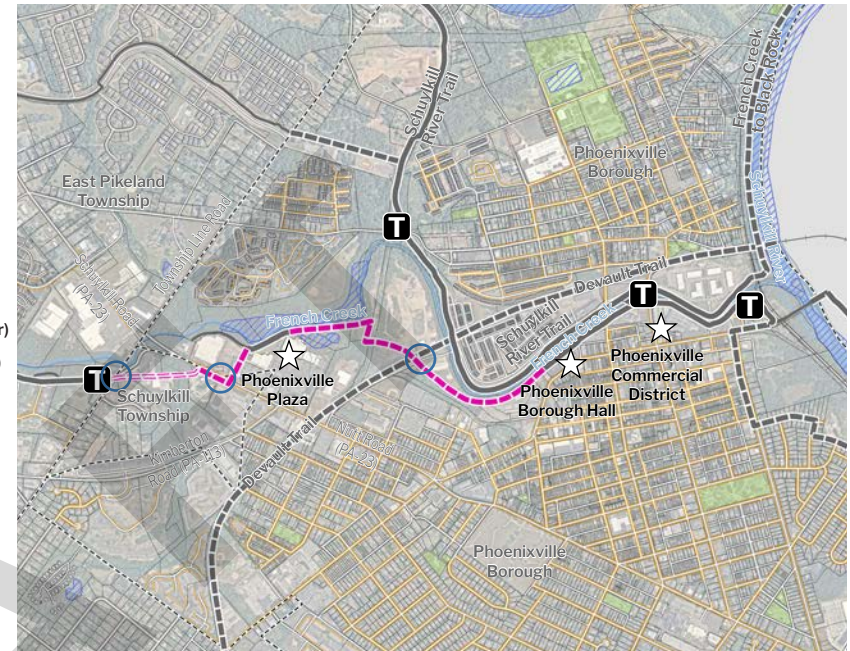 French Creek
to Black Rock
Schuylkill
River Trail
Phoenixville
Borough
East Pikeland
Township
Township Line Road
Schuylkill River
Schuylkill Road
(PA-23)
T
Devault Trail
T
T
r)
French Creek
Schuylkill
River Trail
French Creek
)
Phoenixville
Plaza
Phoenixville
Commercial
District
T
Schuylkill
Township
Phoenixville
Borough Hall
Kimberton
Road (PA-113)
Devault Trail
Nutt Road
(PA-23)
Phoenixville
Borough